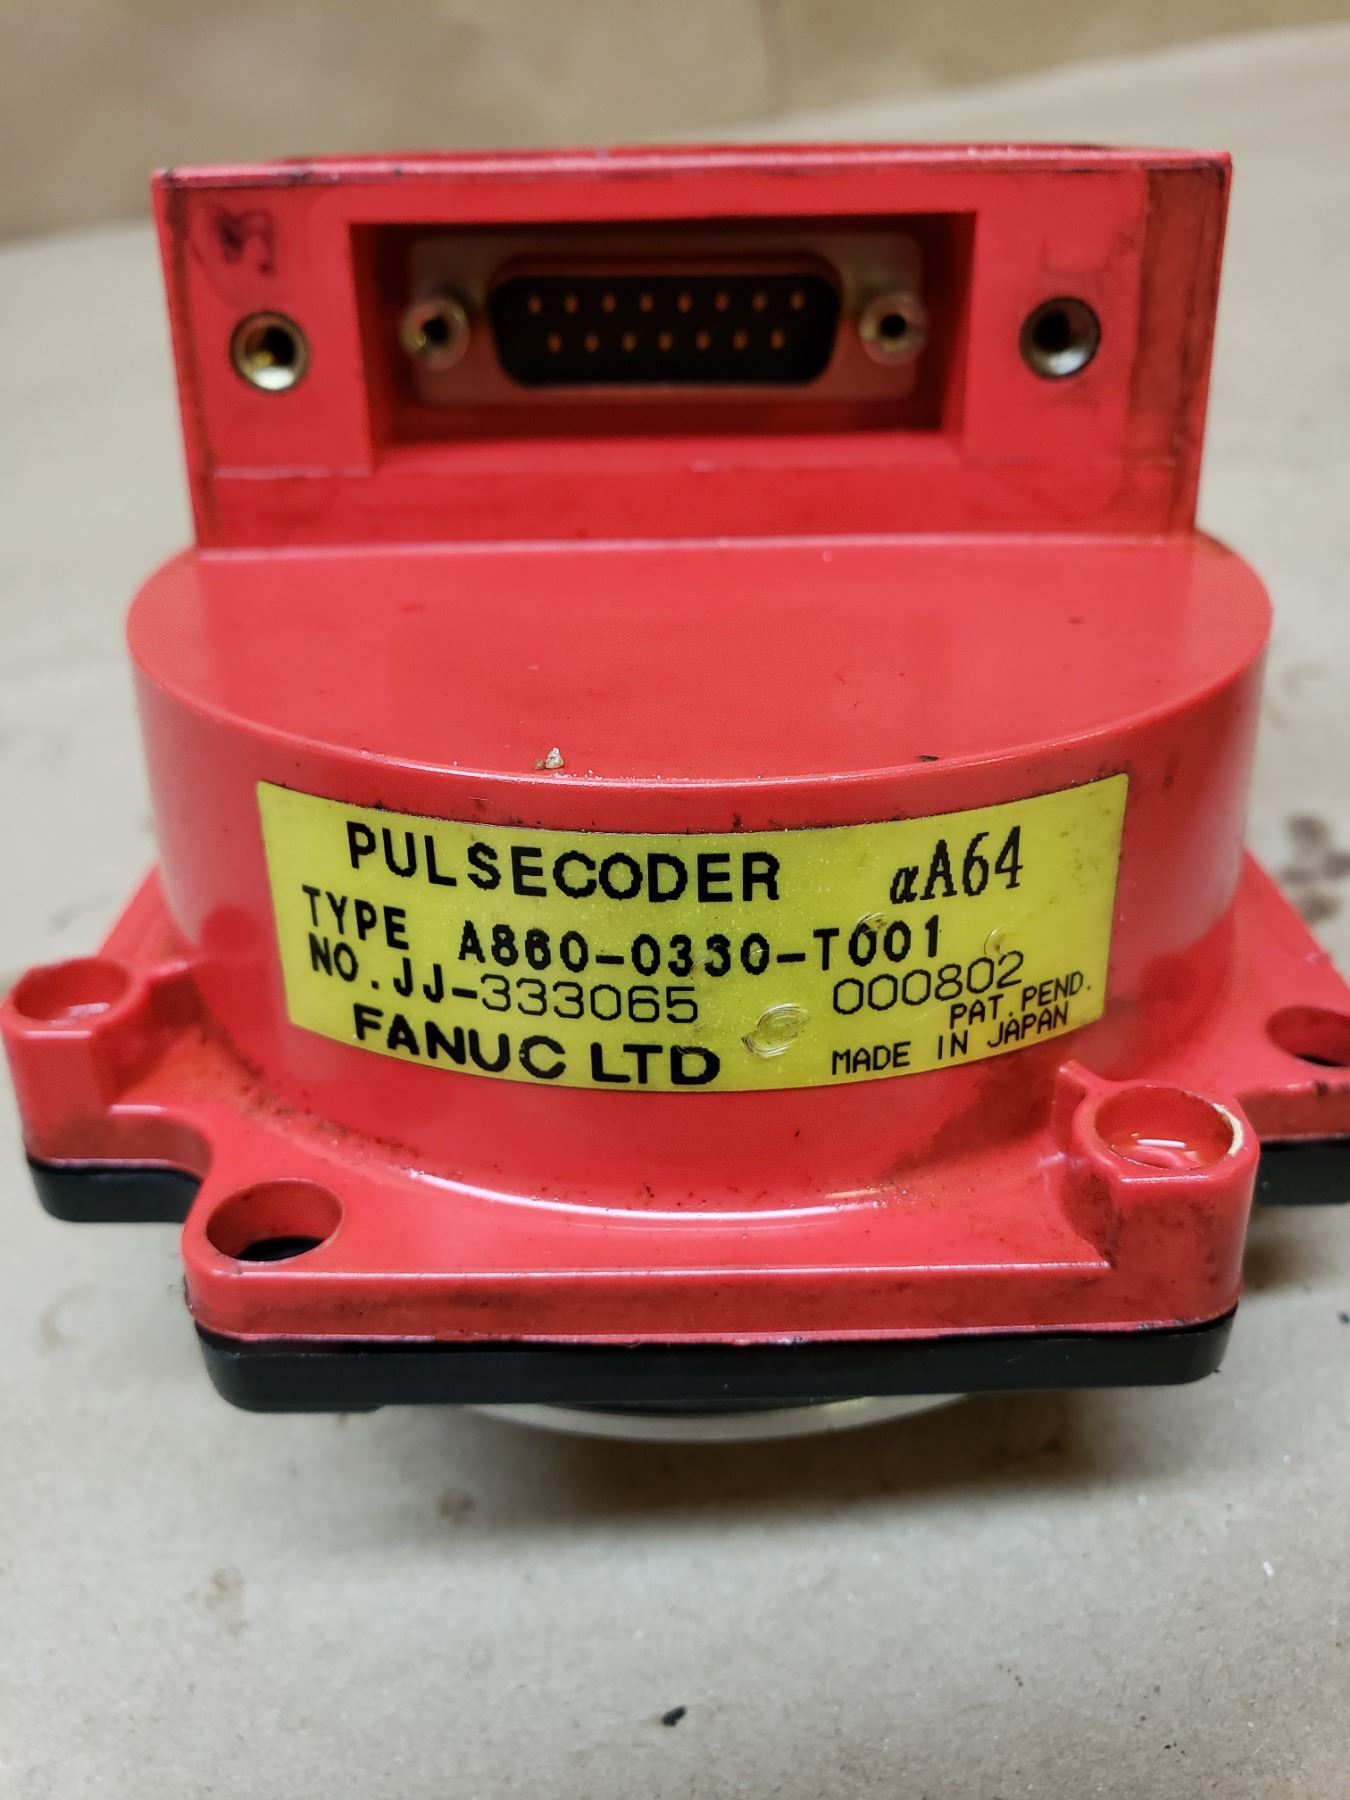 PULSECODER αA64
TYPE A860-0330-T001
NO.JJ-333065 000802
PAT.PEND.
FANUC LTD MADE IN JAPAN